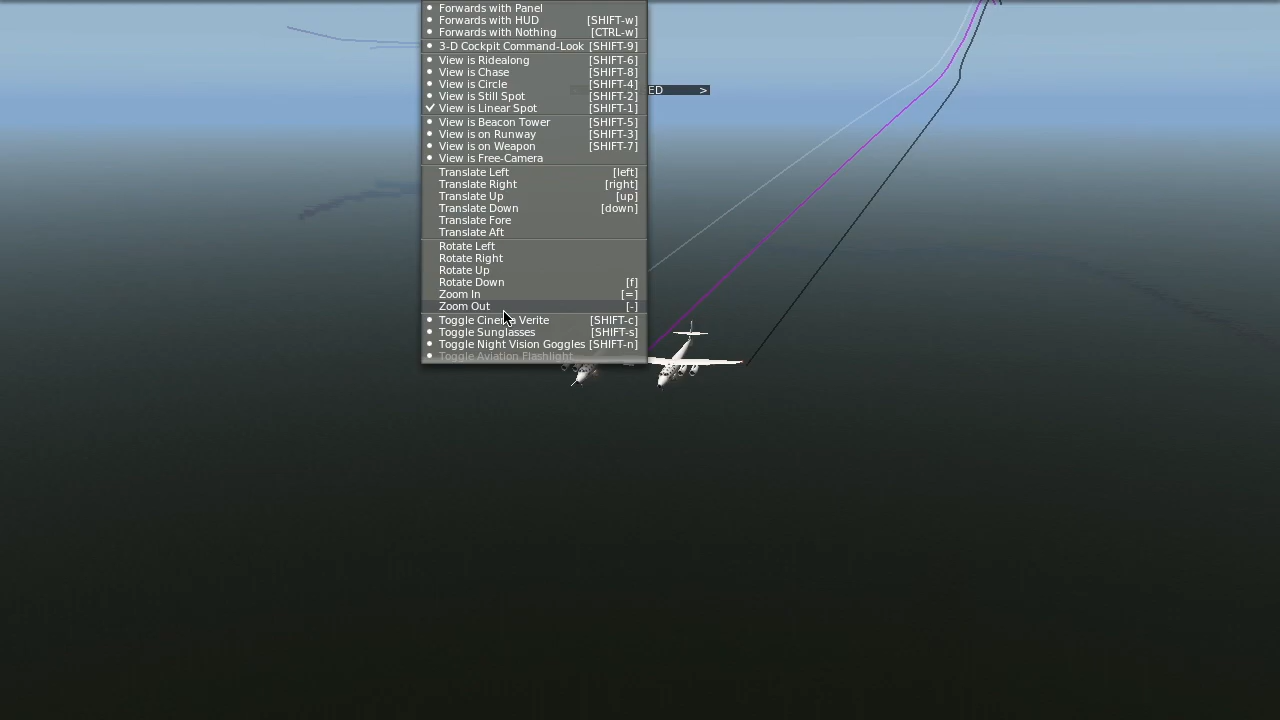 Forwards with Panel
Forwards with HUD [SHIFT-w]
Forwards with Nothing [CTRL-w]
3-D Cockpit Command-Look [SHIFT-9]
View is Ridealong [SHIFT-6]
View is Chase [SHIFT-8]
View is Circle [SHIFT-4]
View is Still Spot [SHIFT-2]
View is Linear Spot [SHIFT-1]
View is Beacon Tower [SHIFT-5]
View is on Runway [SHIFT-3]
View is on Weapon [SHIFT-7]
View is Free-Camera
Translate Left [left]
Translate Right [right]
Translate Up [up]
Translate Down [down]
Translate Fore
Translate Aft
Rotate Left
Rotate Right
Rotate Up
Rotate Down [f]
Zoom In [=]
Zoom Out [-]
Toggle Cinema Verite [SHIFT-c]
Toggle Sunglasses [SHIFT-s]
Toggle Night Vision Goggles [SHIFT-n]
Toggle Aviation Flashlight
ED >